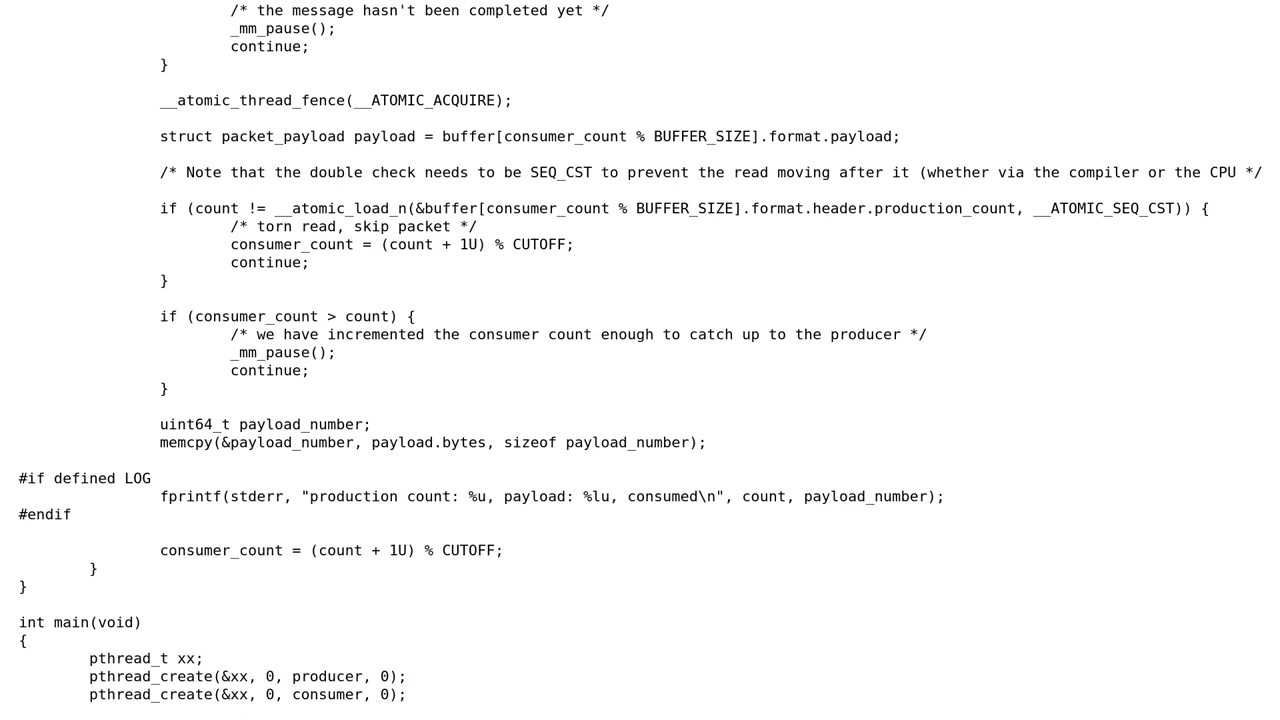 /* the message hasn't been completed yet */
_mm_pause();
continue;
}
__atomic_thread_fence(__ATOMIC_ACQUIRE);
struct packet_payload payload = buffer[consumer_count % BUFFER_SIZE].format.payload;
/* Note that the double check needs to be SEQ_CST to prevent the read moving after it (whether via the compiler or the CPU */
if (count != __atomic_load_n(&buffer[consumer_count % BUFFER_SIZE].format.header.production_count, __ATOMIC_SEQ_CST)) {
/* torn read, skip packet */
consumer_count = (count + 1U) % CUTOFF;
continue;
}
if (consumer_count > count) {
/* we have incremented the consumer count enough to catch up to the producer */
_mm_pause();
continue;
}
uint64_t payload_number;
memcpy(&payload_number, payload.bytes, sizeof payload_number);
#if defined LOG
fprintf(stderr, "production count: %u, payload: %lu, consumed\n", count, payload_number);
#endif
consumer_count = (count + 1U) % CUTOFF;
}
}
int main(void)
{
pthread_t xx;
pthread_create(&xx, 0, producer, 0);
pthread_create(&xx, 0, consumer, 0);